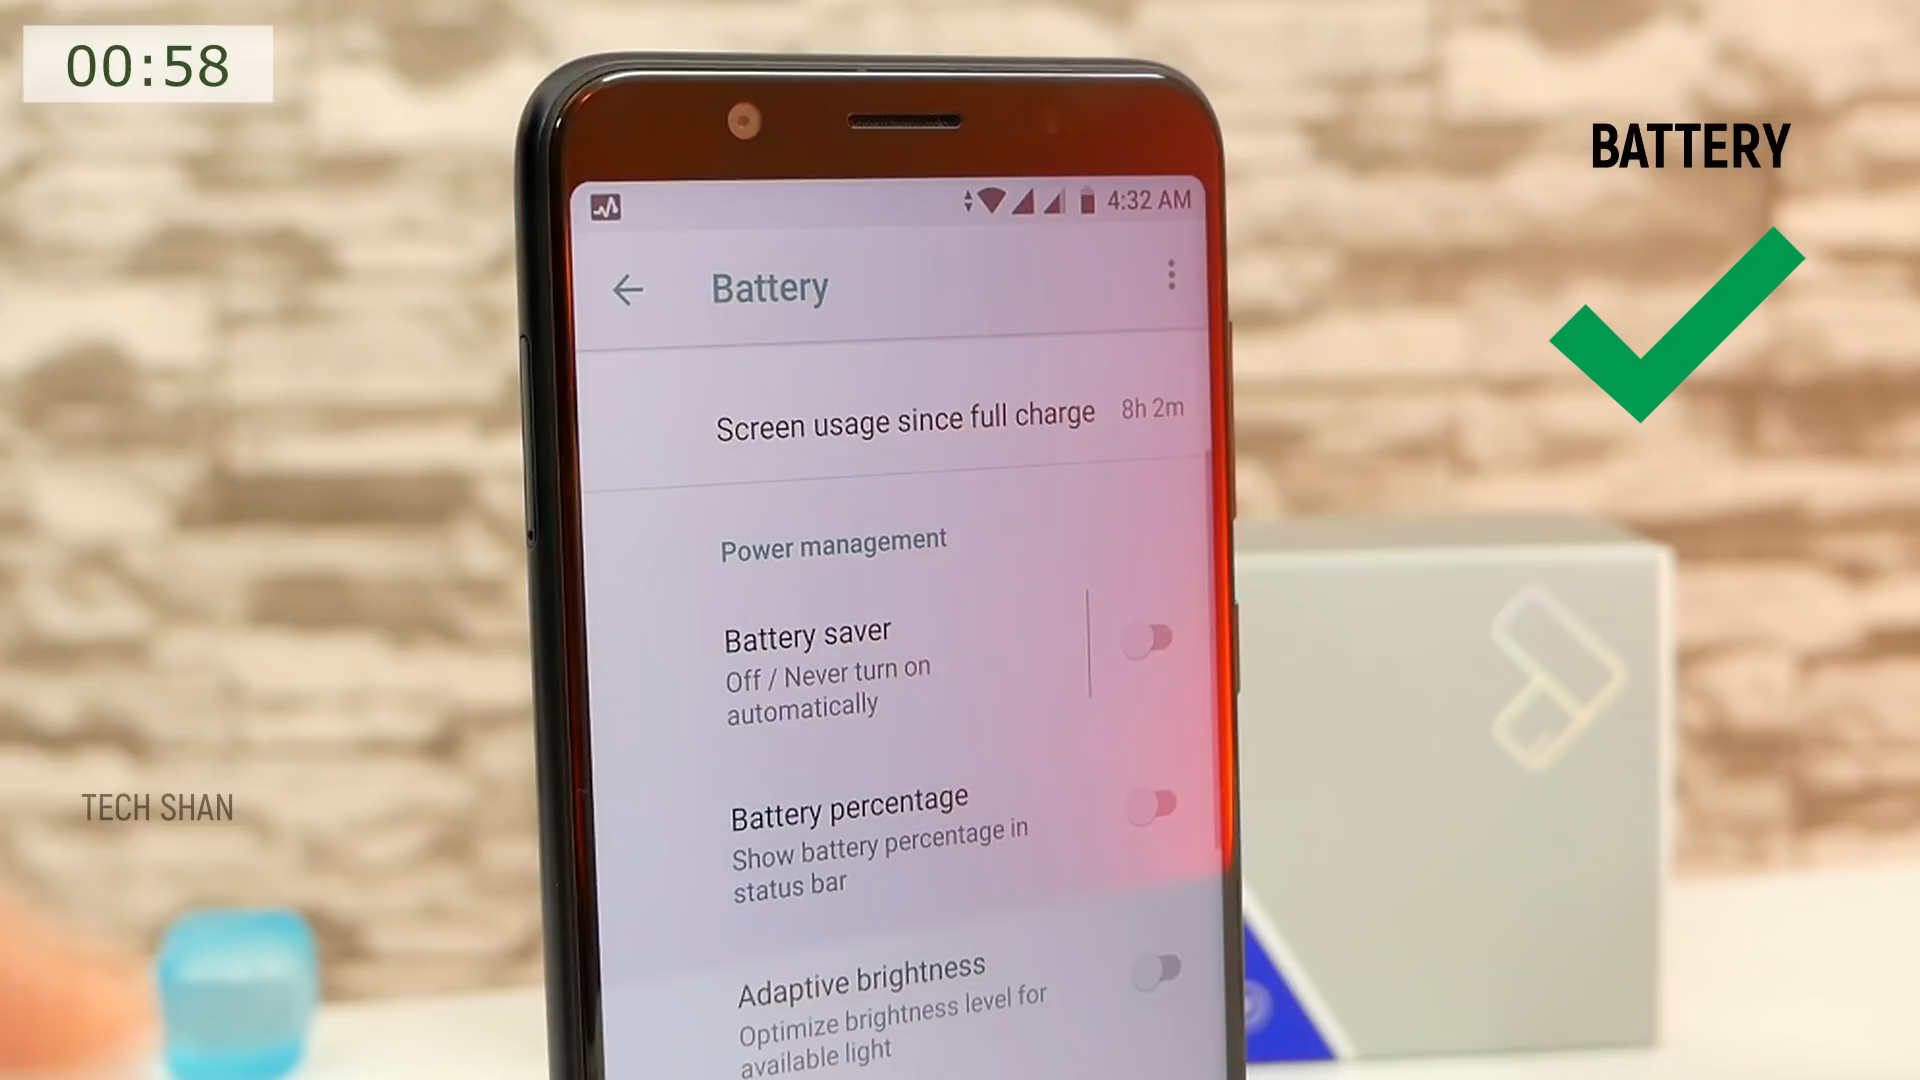 00:58
BATTERY
4:32 AM
Battery
Screen usage since full charge 8h 2m
Power management
Battery saver
Off / Never turn on
automatically
Battery percentage
Show battery percentage in
status bar
Adaptive brightness
Optimize brightness level for
available light
TECH SHAN